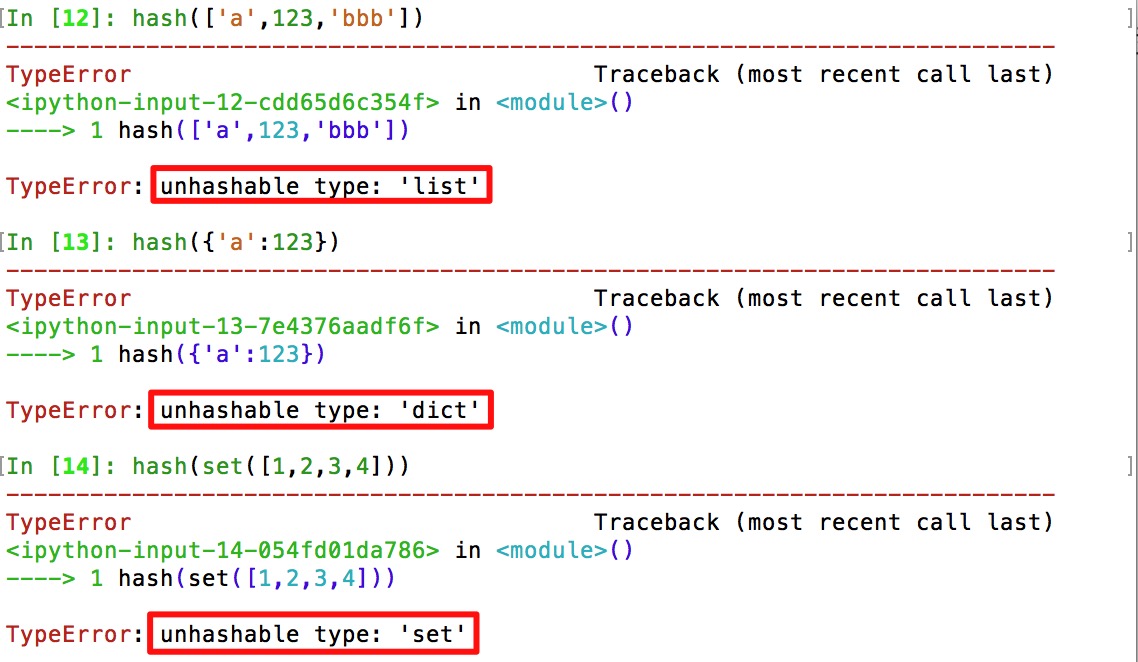 [In [12]: hash(['a',123,'bbb']) ]
---------------------------------------------------------------------------
TypeError Traceback (most recent call last)
<ipython-input-12-cdd65d6c354f> in <module>()
----> 1 hash(['a',123,'bbb'])
TypeError: unhashable type: 'list'
[In [13]: hash({'a':123}) ]
---------------------------------------------------------------------------
TypeError Traceback (most recent call last)
<ipython-input-13-7e4376aadf6f> in <module>()
----> 1 hash({'a':123})
TypeError: unhashable type: 'dict'
[In [14]: hash(set([1,2,3,4])) ]
---------------------------------------------------------------------------
TypeError Traceback (most recent call last)
<ipython-input-14-054fd01da786> in <module>()
----> 1 hash(set([1,2,3,4]))
TypeError: unhashable type: 'set'